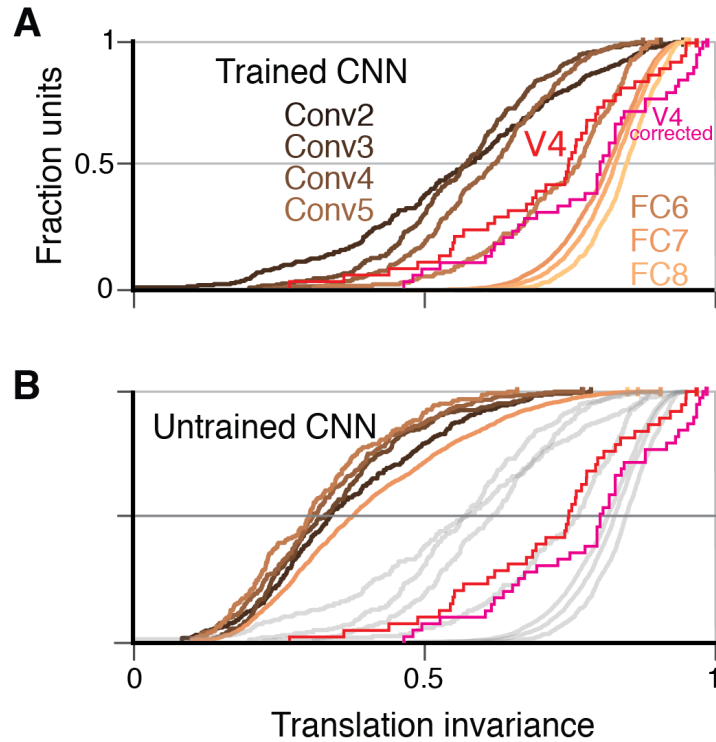 A
1
Trained CNN
Conv2
Conv3
Conv4
Conv5
V4
V4
corrected
0.5
Fraction units
FC6
FC7
FC8
0
B
Untrained CNN
0
0.5
1
Translation invariance